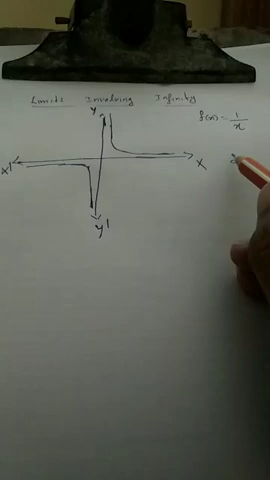 Limits Involving Infinity
Y
f(x) = 1/x
X' X
Y'